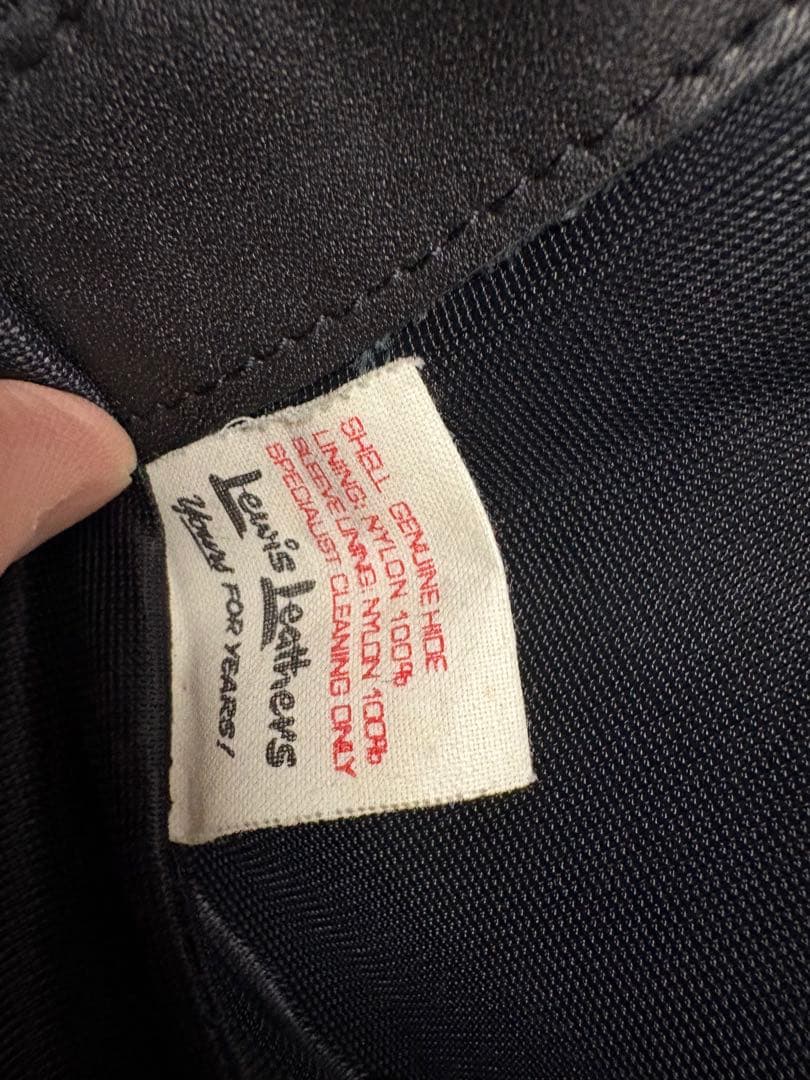 SHELL GENUINE HIDE
LINING: NYLON 100%
SLEEVE LINING NYLON 100%
SPECIALIST CLEANING ONLY
Lewis Leathers
Yours FOR YEARS!